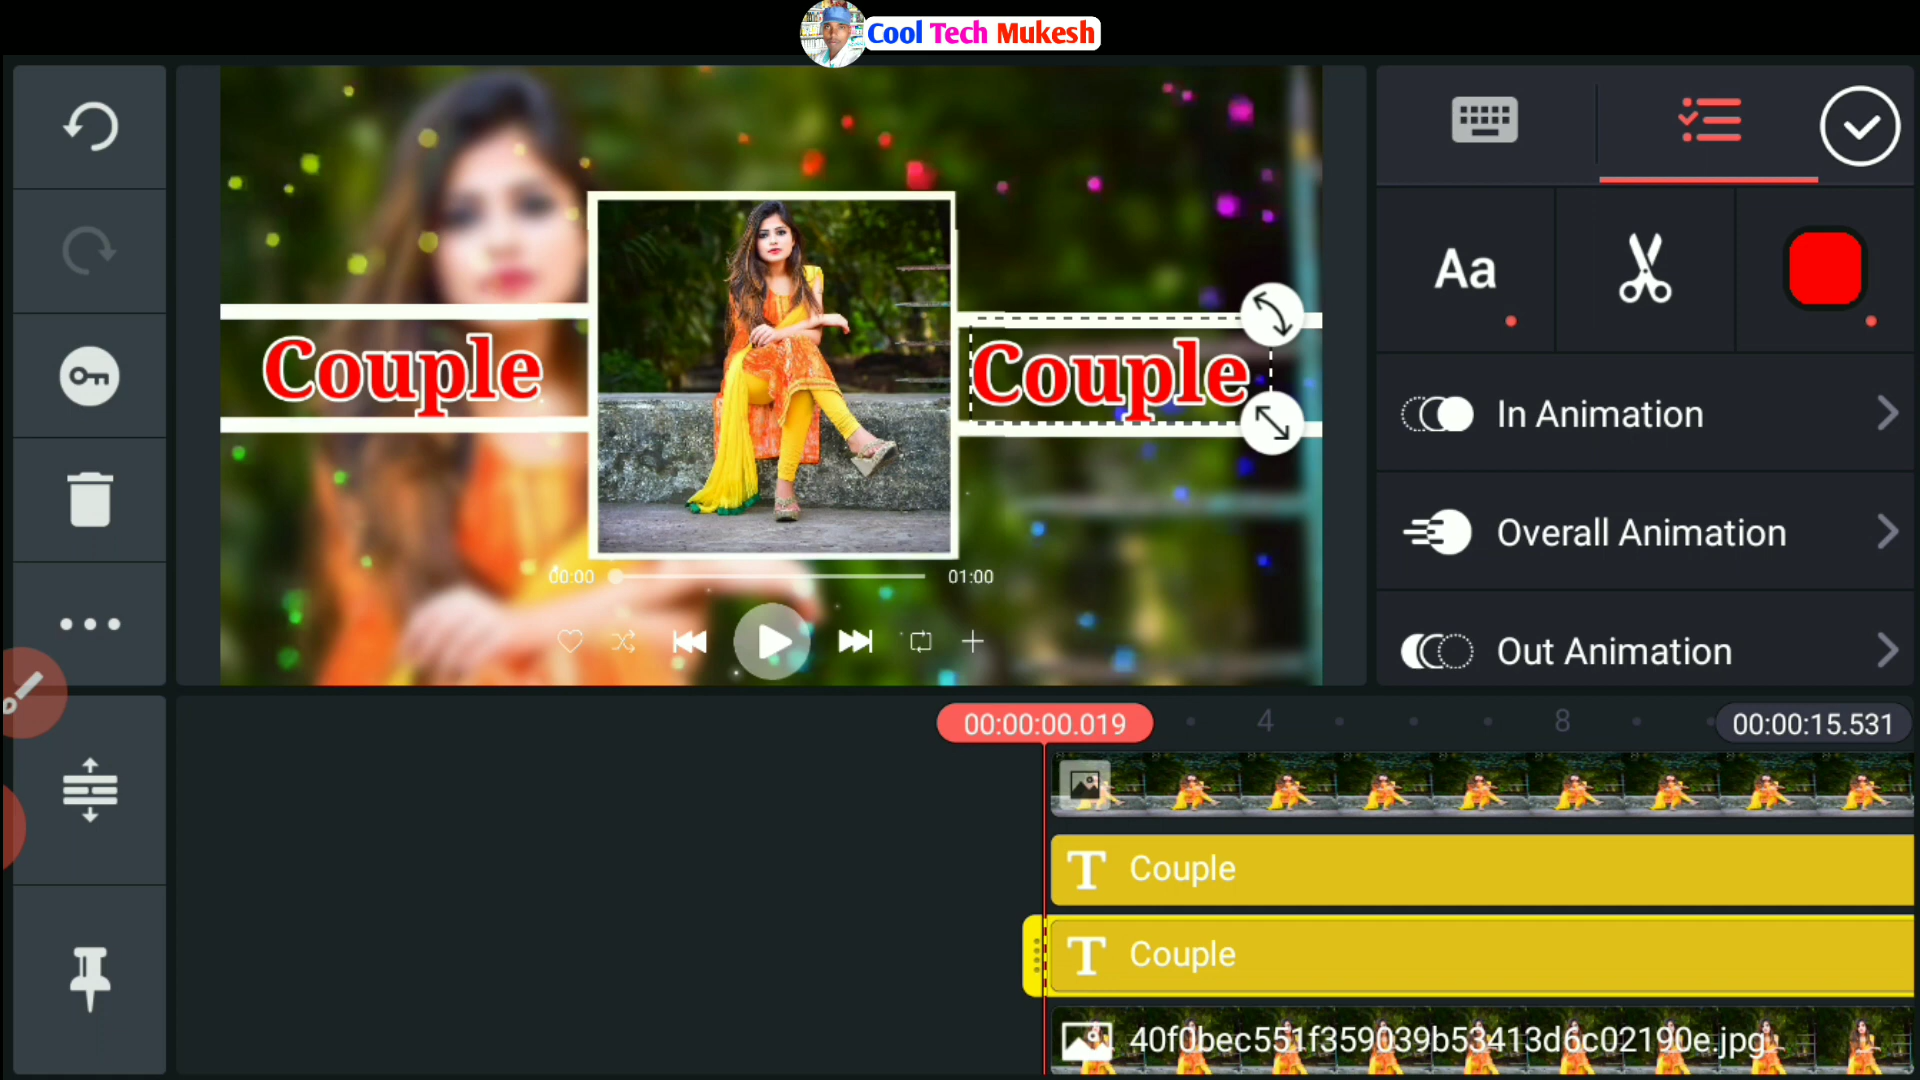 Cool Tech Mukesh
Couple
Couple
00:00
01:00
Aa
In Animation
Overall Animation
Out Animation
00:00:00.019
4
8
00:00:15.531
T Couple
T Couple
40f0bec551f359039b53413d6c02190e.jpg